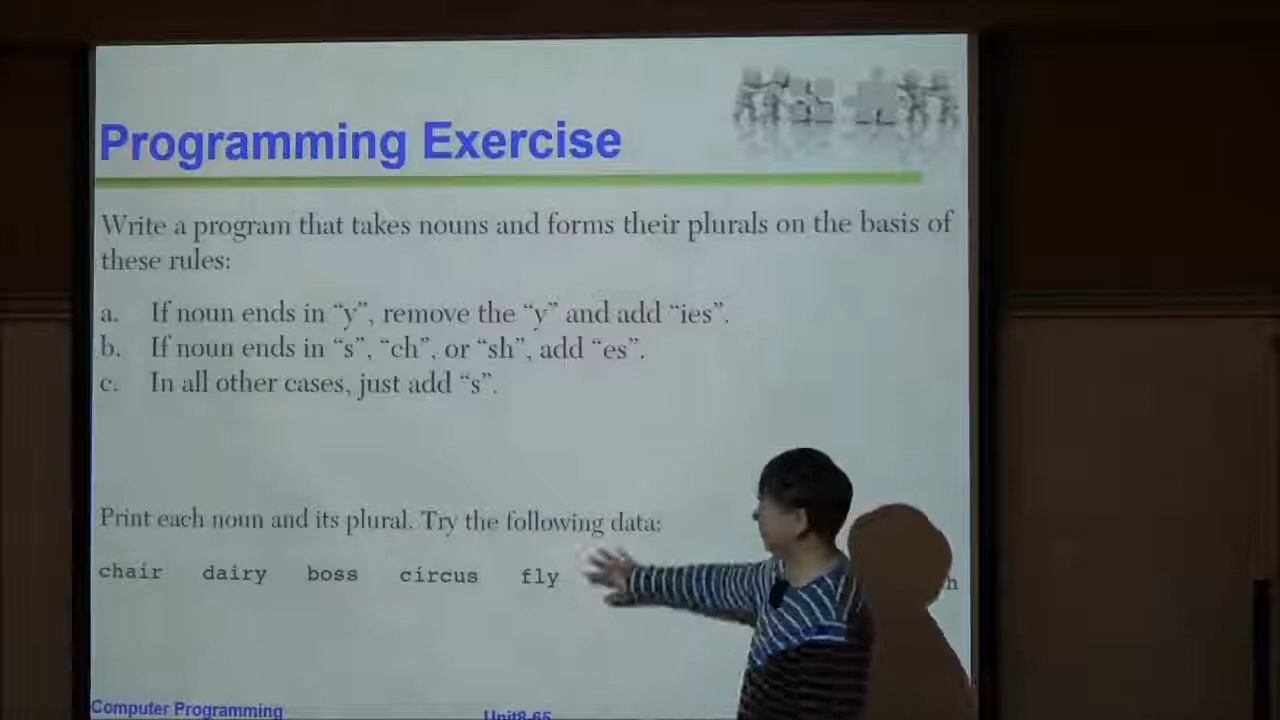 Programming Exercise
Write a program that takes nouns and forms their plurals on the basis of
these rules:
a. If noun ends in “y”, remove the “y” and add “ies”.
b. If noun ends in “s”, “ch”, or “sh”, add “es”.
c. In all other cases, just add “s”.
Print each noun and its plural. Try the following data:
chair dairy boss circus fly h
Computer Programming
Unit8-65